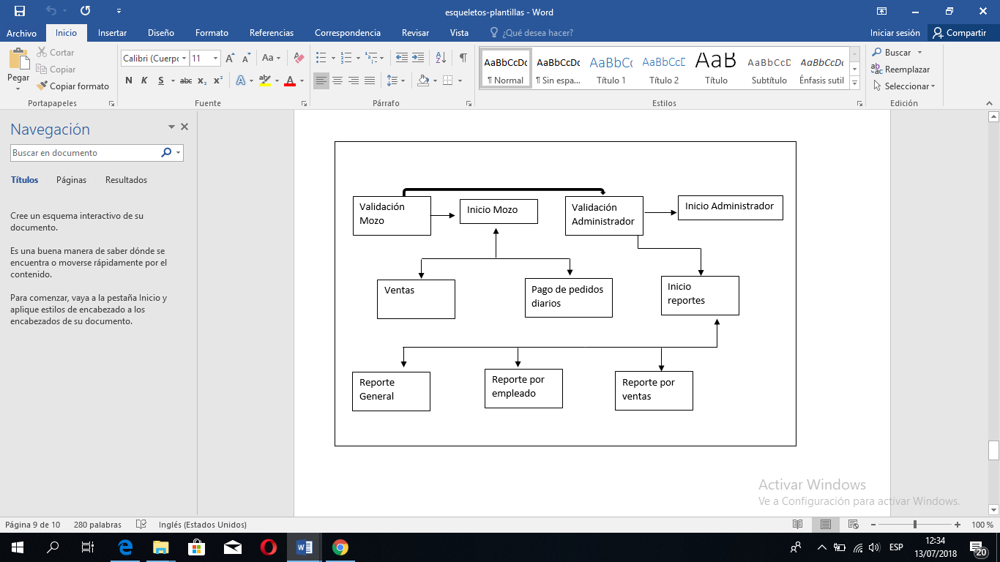 esqueletos-plantillas - Word
Archivo Inicio Insertar Diseño Formato Referencias Correspondencia Revisar Vista ¿Qué desea hacer? Iniciar sesión Compartir
Pegar
Cortar
Copiar
Copiar formato
Portapapeles
Calibri (Cuerpo 11
Aa
N K S abc x₂ x² A ab A
Fuente
Párrafo
AaBbCcDc AaBbCcDc AaBbCc AaBbCcD AaB AaBbCcD AaBbCcDc
¶ Normal ¶ Sin espa... Título 1 Título 2 Título Subtítulo Énfasis sutil
Estilos
Buscar
Reemplazar
Seleccionar
Edición
Navegación
Buscar en documento
Títulos Páginas Resultados
Cree un esquema interactivo de su
documento.
Es una buena manera de saber dónde se
encuentra o moverse rápidamente por el
contenido.
Para comenzar, vaya a la pestaña Inicio y
aplique estilos de encabezado a los
encabezados de su documento.
Validación
Mozo
Inicio Mozo
Validación
Administrador
Inicio Administrador
Ventas
Pago de pedidos
diarios
Inicio
reportes
Reporte
General
Reporte por
empleado
Reporte por
ventas
Activar Windows
Ve a Configuración para activar Windows.
Página 9 de 10 280 palabras Inglés (Estados Unidos) 100 %
ESP
12:34
13/07/2018
20